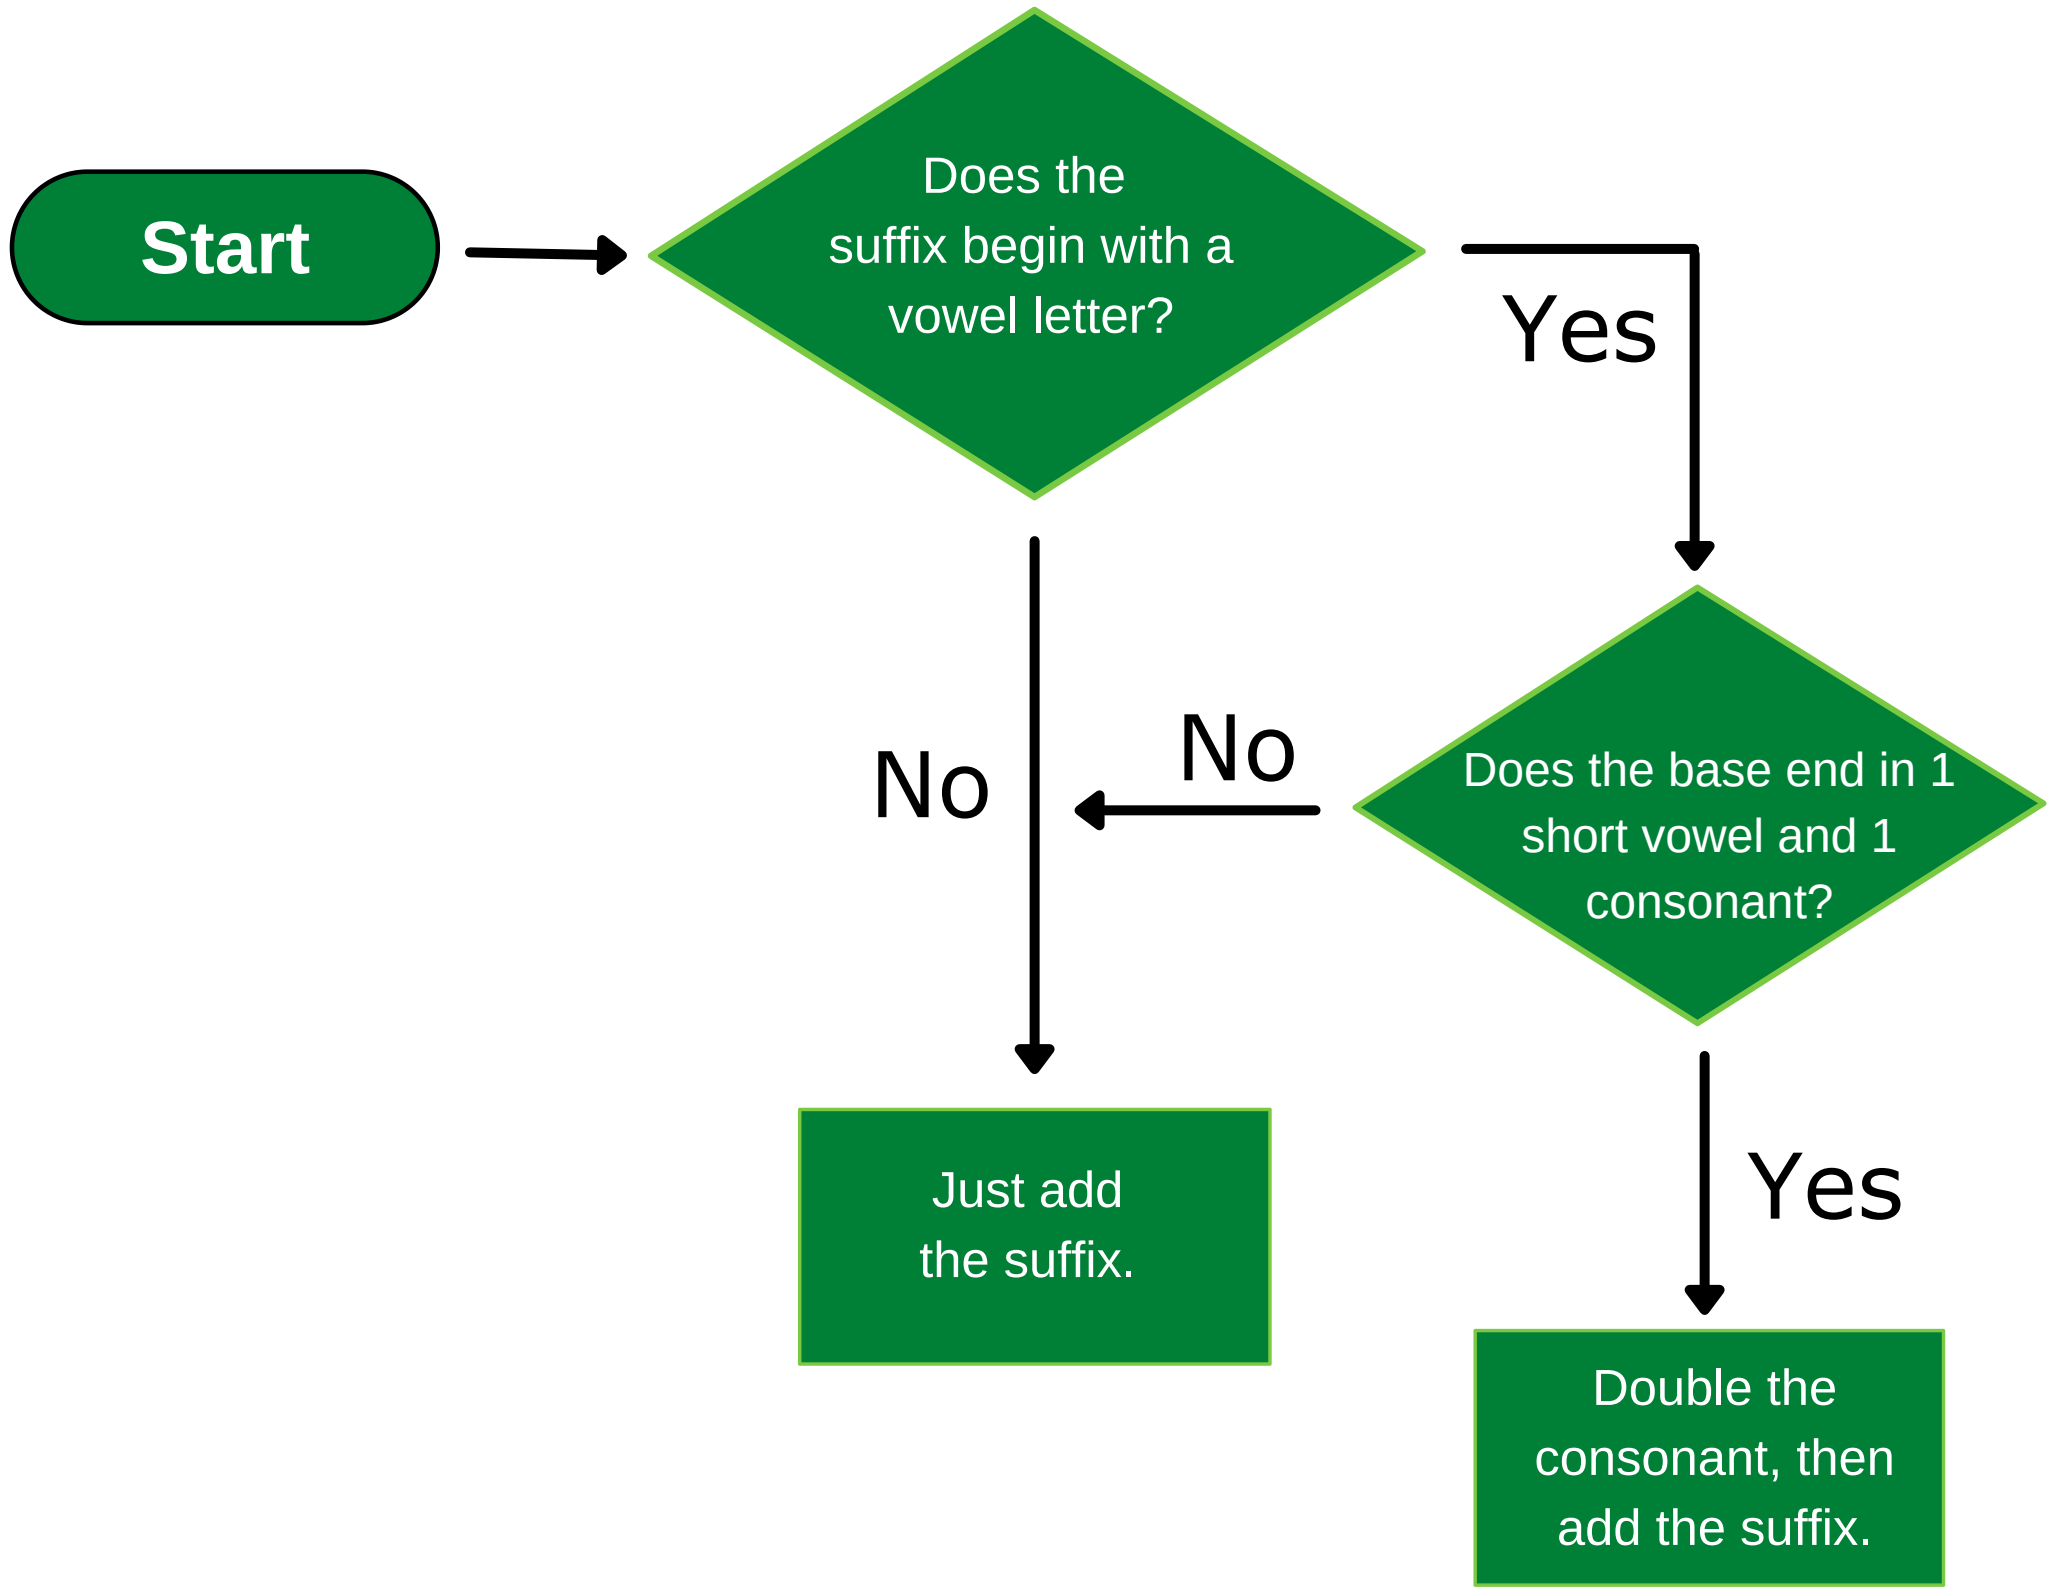 Start
Does the
suffix begin with a
vowel letter?
Yes
No
No
Does the base end in 1
short vowel and 1
consonant?
Yes
Just add
the suffix.
Double the
consonant, then
add the suffix.